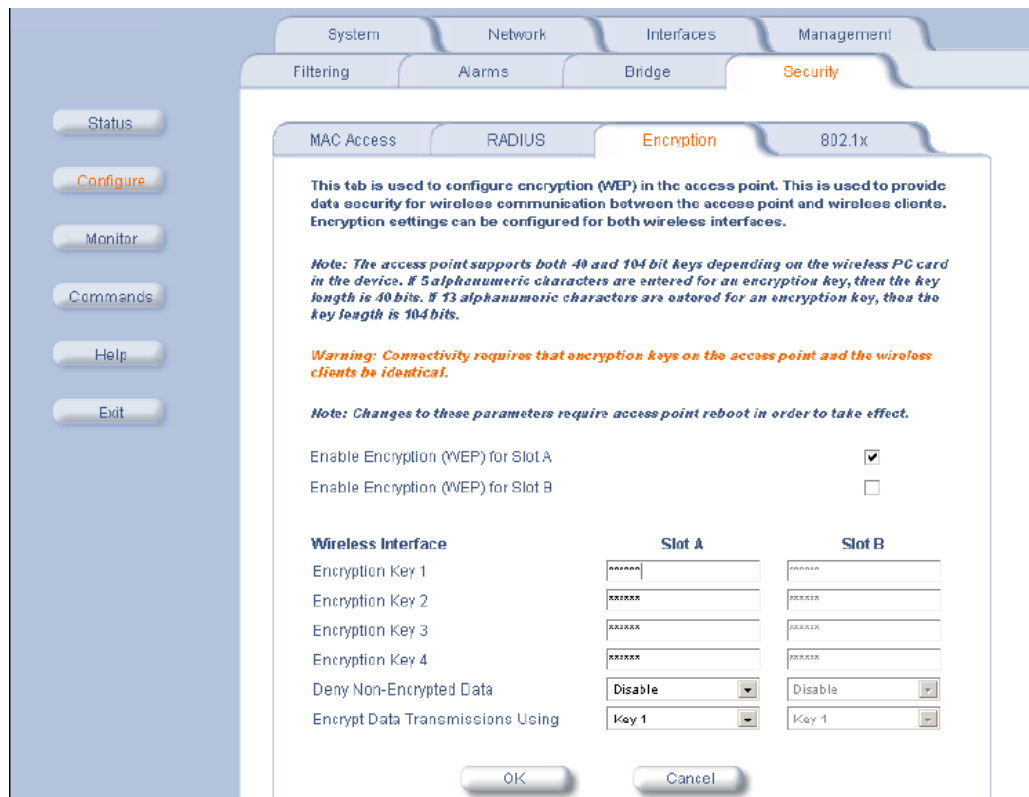 System Network Interfaces Management
Filtering Alarms Bridge Security
Status
Configure
Monitor
Commands
Help
Exit
MAC Access RADIUS Encryption 802.1x
This tab is used to configure encryption (WEP) in the access point. This is used to provide
data security for wireless communication between the access point and wireless clients.
Encryption settings can be configured for both wireless interfaces.
Note: The access point supports both 40 and 104 bit keys depending on the wireless PC card
in the device. If 5 alphanumeric characters are entered for an encryption key, then the key
length is 40 bits. If 13 alphanumeric characters are entered for an encryption key, then the
key length is 104 bits.
Warning: Connectivity requires that encryption keys on the access point and the wireless
clients be identical.
Note: Changes to these parameters require access point reboot in order to take effect.
Enable Encryption (WEP) for Slot A
Enable Encryption (WEP) for Slot B
Wireless Interface Slot A Slot B
Encryption Key 1 ****** ******
Encryption Key 2 ****** ******
Encryption Key 3 ****** ******
Encryption Key 4 ****** ******
Deny Non-Encrypted Data Disable Disable
Encrypt Data Transmissions Using Key 1 Key 1
OK Cancel